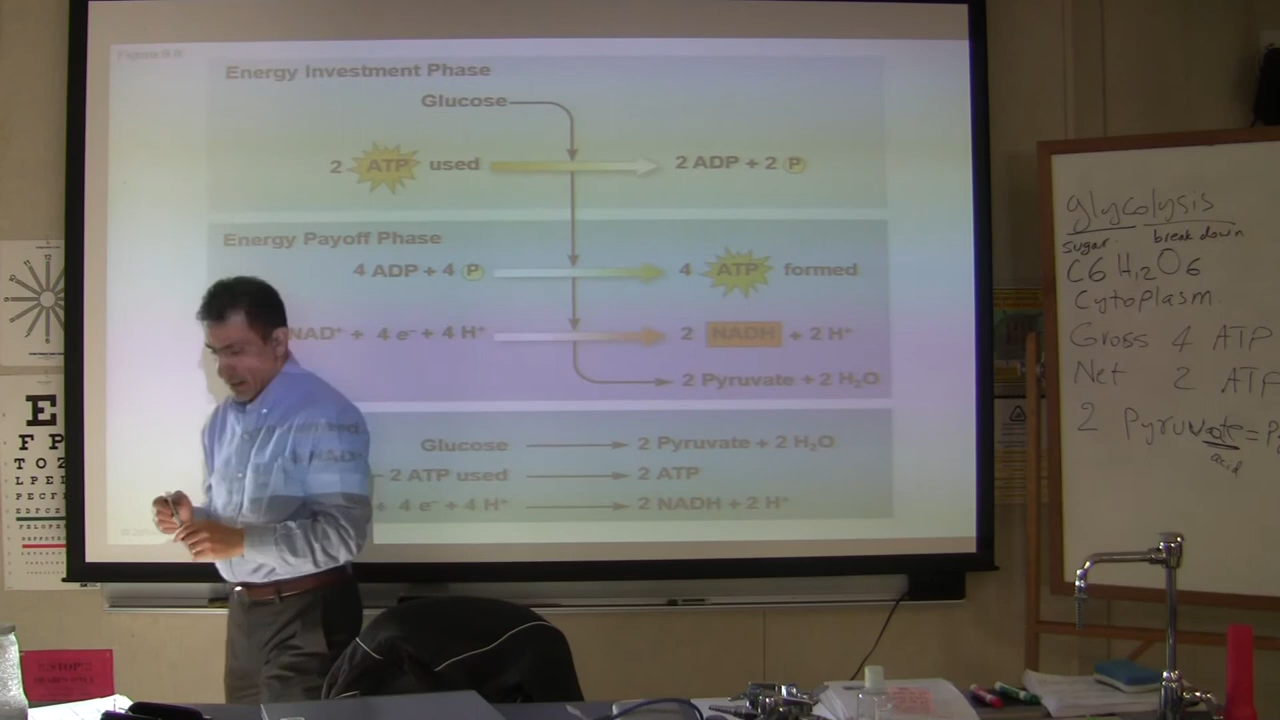 Energy Investment Phase
Glucose
2 ATP used 2 ADP + 2 P
Energy Payoff Phase
4 ADP + 4 P 4 ATP formed
NAD⁺ + 4 e⁻ + 4 H⁺ 2 NADH + 2 H⁺
2 Pyruvate + 2 H₂O
Glucose 2 Pyruvate + 2 H₂O
2 ATP used 2 ATP
+ 4 e⁻ + 4 H⁺ 2 NADH + 2 H⁺
glycolysis
sugar break down
C6 H12O6
Cytoplasm
Gross 4 ATP
Net 2 ATP
2 Pyruvate =
acid
E
F P
T O Z
L P E
P E C F
E D F C Z
!!STOP!!